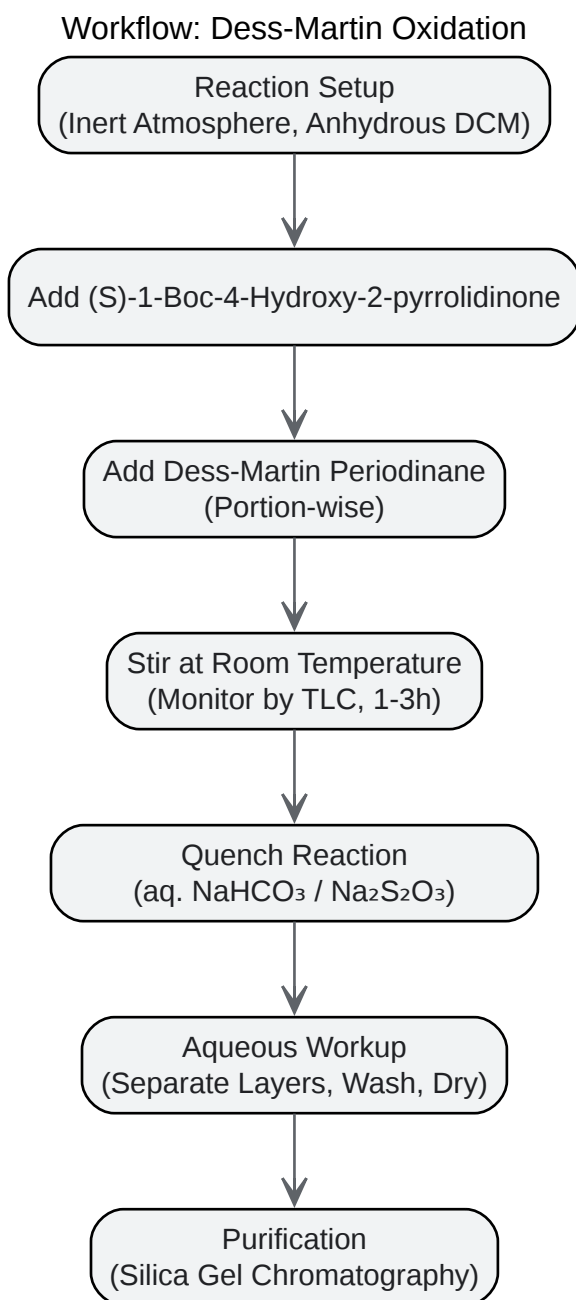 Workflow: Dess-Martin Oxidation
Reaction Setup
(Inert Atmosphere, Anhydrous DCM)
Add (S)-1-Boc-4-Hydroxy-2-pyrrolidinone
Add Dess-Martin Periodinane
(Portion-wise)
Stir at Room Temperature
(Monitor by TLC, 1-3h)
Quench Reaction
(aq. NaHCO₃ / Na₂S₂O₃)
Aqueous Workup
(Separate Layers, Wash, Dry)
Purification
(Silica Gel Chromatography)